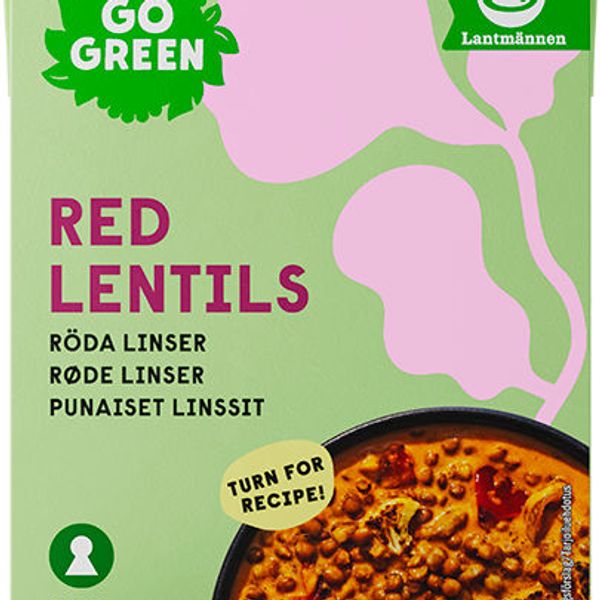 GO
GREEN
Lantmännen
RED
LENTILS
RÖDA LINSER
RØDE LINSER
PUNAISET LINSSIT
TURN FOR
RECIPE!